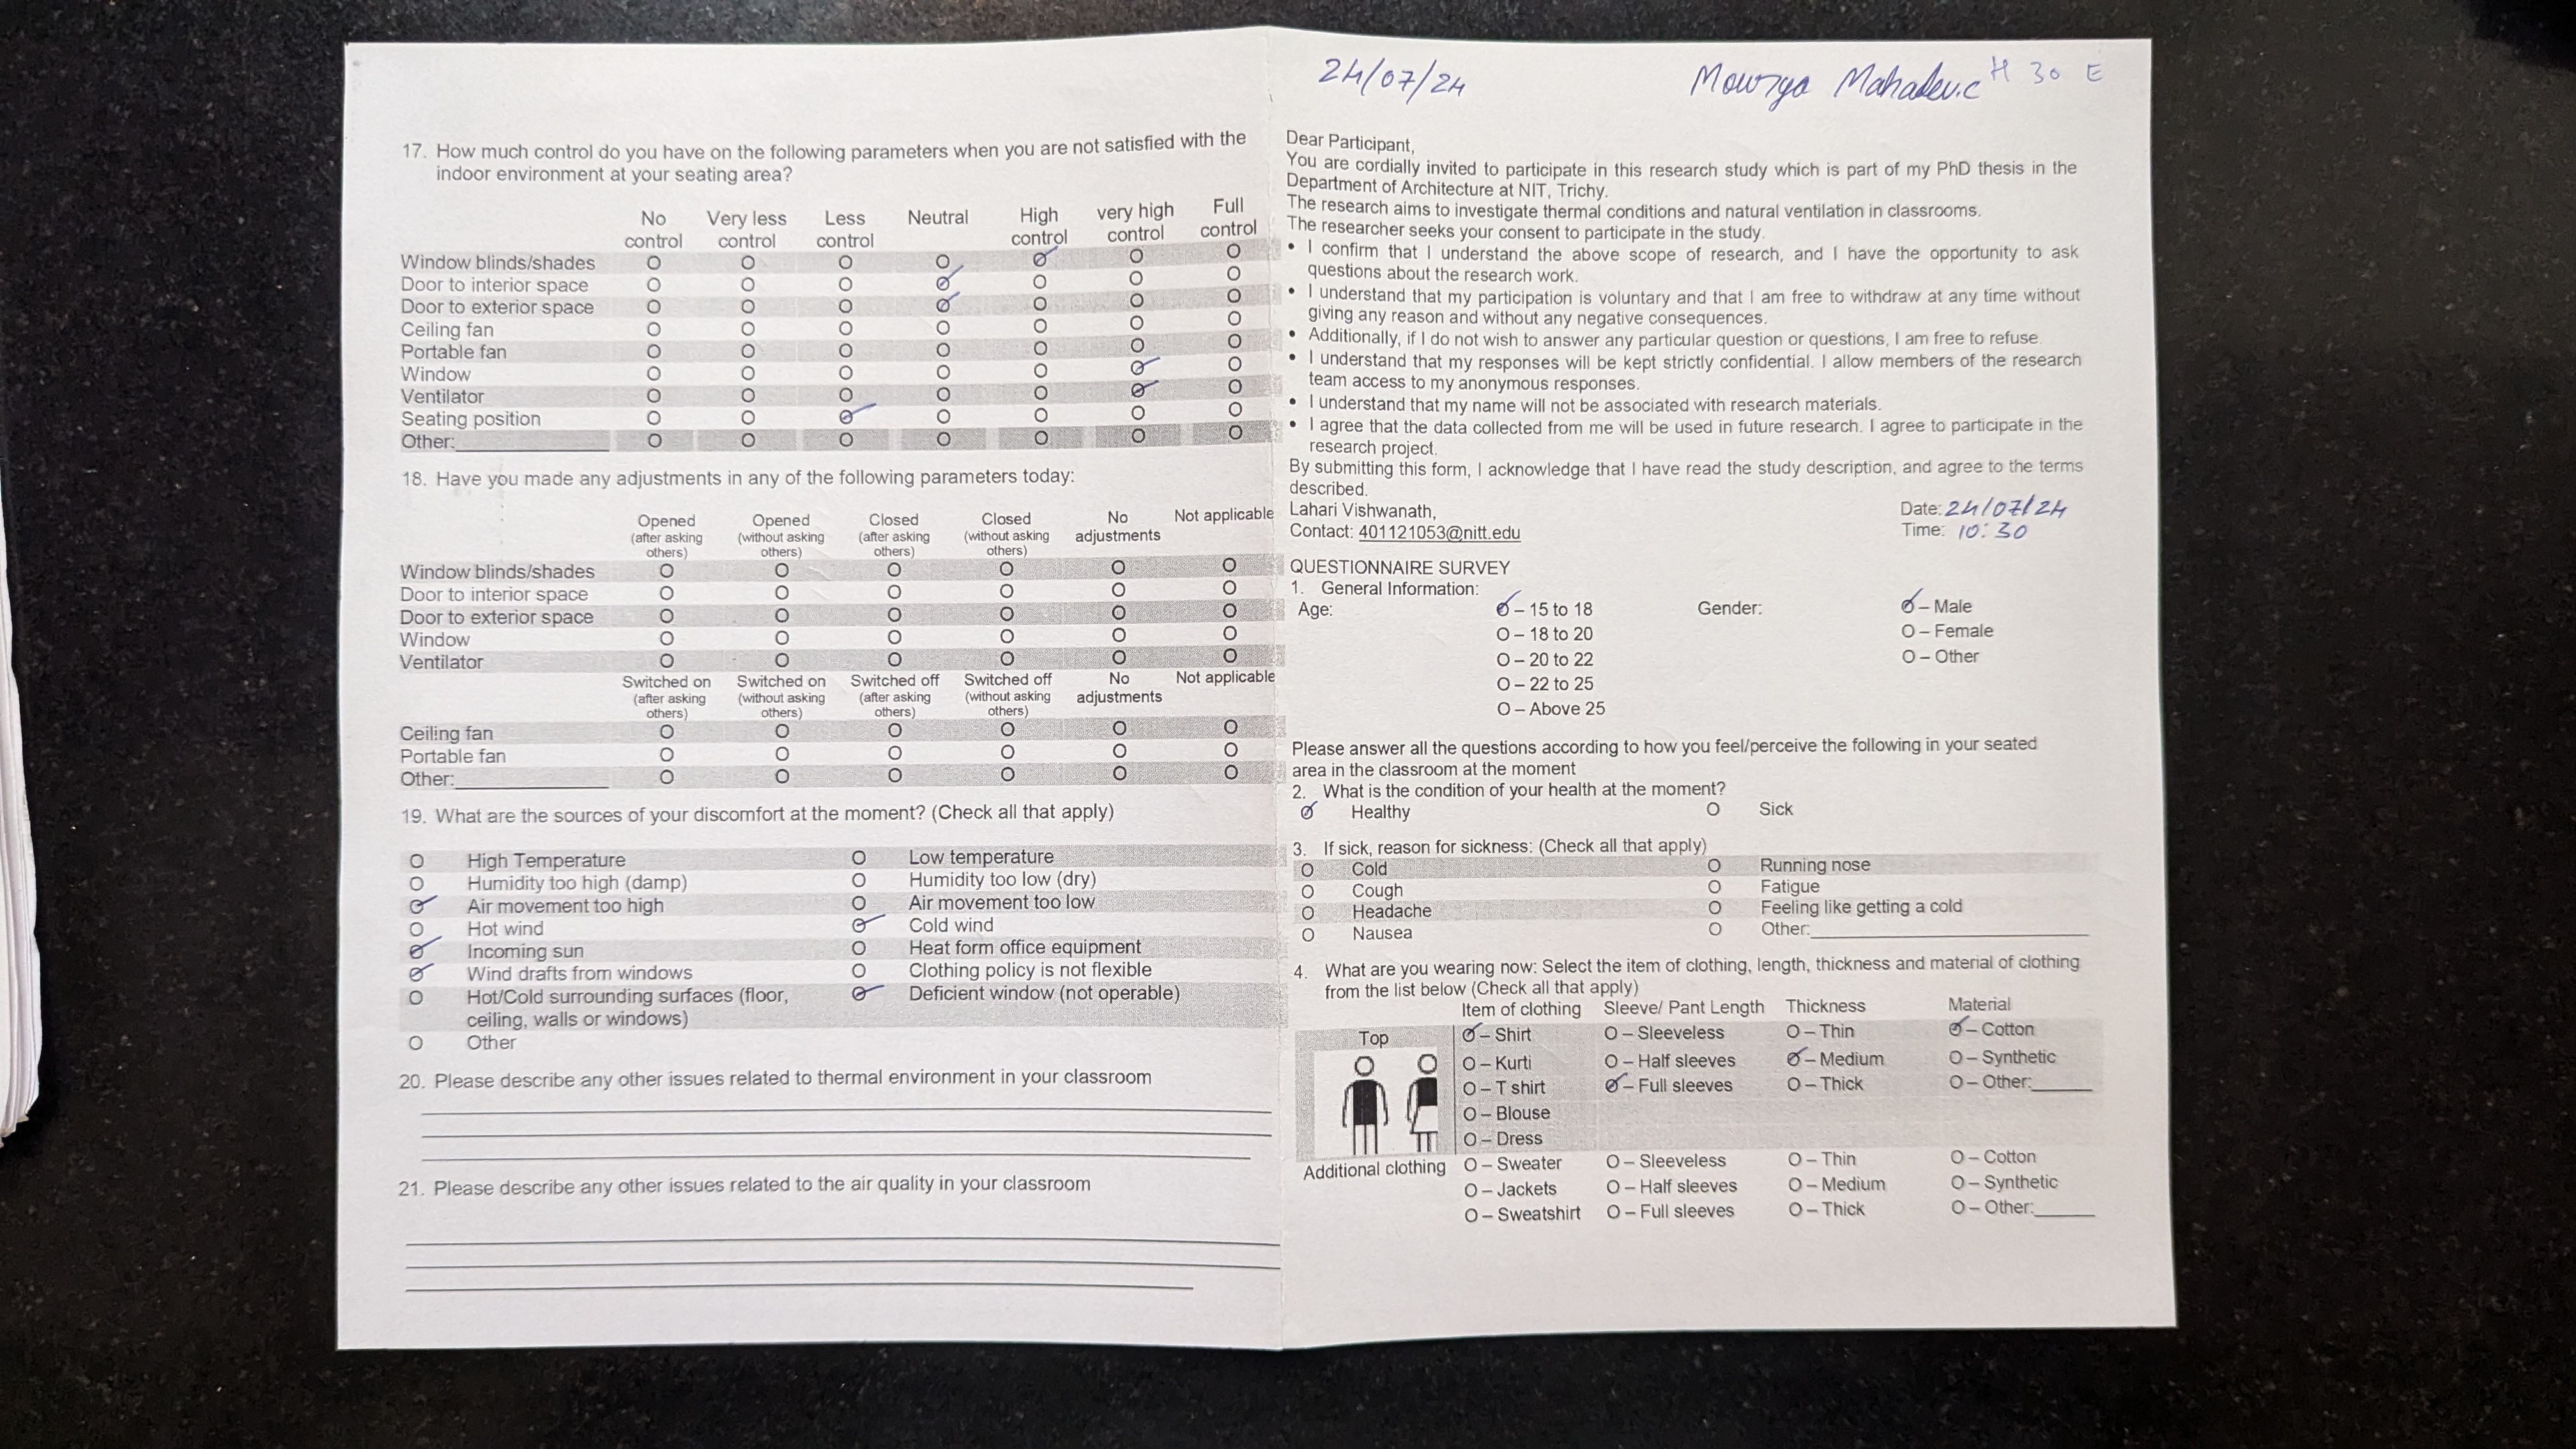 17. How much control do you have on the following parameters when you are not satisfied with the
indoor environment at your seating area?
No control Very less control Less control Neutral High control very high control Full control
Window blinds/shades O O O O O O O
Door to interior space O O O O O O O
Door to exterior space O O O O O O O
Ceiling fan O O O O O O O
Portable fan O O O O O O O
Window O O O O O O O
Ventilator O O O O O O O
Seating position O O O O O O O
Other: O O O O O O O
18. Have you made any adjustments in any of the following parameters today:
Opened (after asking others) Opened (without asking others) Closed (after asking others) Closed (without asking others) No adjustments Not applicable
Window blinds/shades O O O O O O
Door to interior space O O O O O O
Door to exterior space O O O O O O
Window O O O O O O
Ventilator O O O O O O
Switched on (after asking others) Switched on (without asking others) Switched off (after asking others) Switched off (without asking others) No adjustments Not applicable
Ceiling fan O O O O O O
Portable fan O O O O O O
Other: O O O O O O
19. What are the sources of your discomfort at the moment? (Check all that apply)
O High Temperature O Low temperature
O Humidity too high (damp) O Humidity too low (dry)
O Air movement too high O Air movement too low
O Hot wind O Cold wind
O Incoming sun O Heat form office equipment
O Wind drafts from windows O Clothing policy is not flexible
O Hot/Cold surrounding surfaces (floor, O Deficient window (not operable)
ceiling, walls or windows)
O Other
20. Please describe any other issues related to thermal environment in your classroom
21. Please describe any other issues related to the air quality in your classroom
24/07/24 Mowrya Mahadev.c H 30 E
Dear Participant,
You are cordially invited to participate in this research study which is part of my PhD thesis in the
Department of Architecture at NIT, Trichy.
The research aims to investigate thermal conditions and natural ventilation in classrooms.
The researcher seeks your consent to participate in the study.
• I confirm that I understand the above scope of research, and I have the opportunity to ask
questions about the research work.
• I understand that my participation is voluntary and that I am free to withdraw at any time without
giving any reason and without any negative consequences.
• Additionally, if I do not wish to answer any particular question or questions, I am free to refuse.
• I understand that my responses will be kept strictly confidential. I allow members of the research
team access to my anonymous responses.
• I understand that my name will not be associated with research materials.
• I agree that the data collected from me will be used in future research. I agree to participate in the
research project.
By submitting this form, I acknowledge that I have read the study description, and agree to the terms
described.
Lahari Vishwanath, Date: 24/07/24
Contact: 401121053@nitt.edu Time: 10:30
QUESTIONNAIRE SURVEY
1. General Information:
Age: O – 15 to 18 Gender: O – Male
O – 18 to 20 O – Female
O – 20 to 22 O – Other
O – 22 to 25
O – Above 25
Please answer all the questions according to how you feel/perceive the following in your seated
area in the classroom at the moment
2. What is the condition of your health at the moment?
O Healthy O Sick
3. If sick, reason for sickness: (Check all that apply)
O Cold O Running nose
O Cough O Fatigue
O Headache O Feeling like getting a cold
O Nausea O Other:
4. What are you wearing now: Select the item of clothing, length, thickness and material of clothing
from the list below (Check all that apply)
Item of clothing Sleeve/ Pant Length Thickness Material
Top O – Shirt O – Sleeveless O – Thin O – Cotton
O – Kurti O – Half sleeves O – Medium O – Synthetic
O – T shirt O – Full sleeves O – Thick O – Other:
O – Blouse
O – Dress
Additional clothing O – Sweater O – Sleeveless O – Thin O – Cotton
O – Jackets O – Half sleeves O – Medium O – Synthetic
O – Sweatshirt O – Full sleeves O – Thick O – Other: